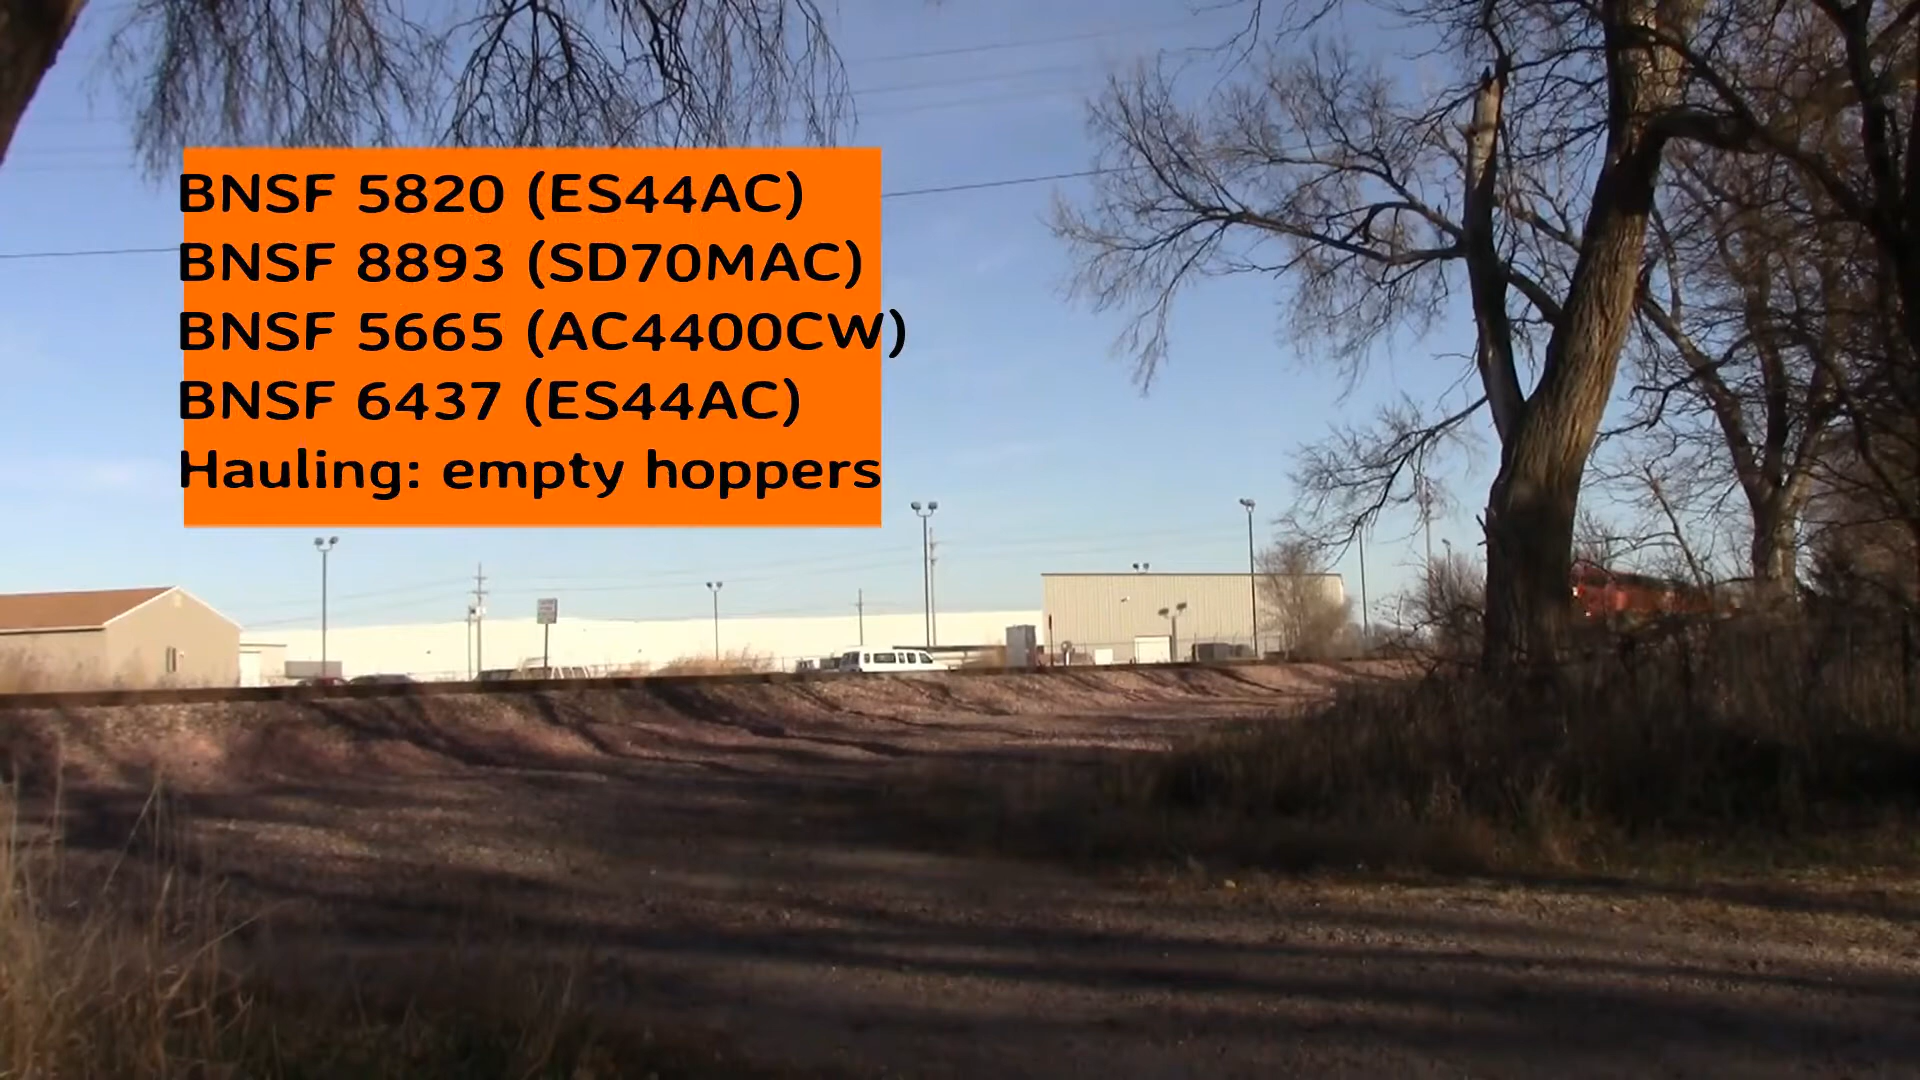 BNSF 5820 (ES44AC)
BNSF 8893 (SD70MAC)
BNSF 5665 (AC4400CW)
BNSF 6437 (ES44AC)
Hauling: empty hoppers